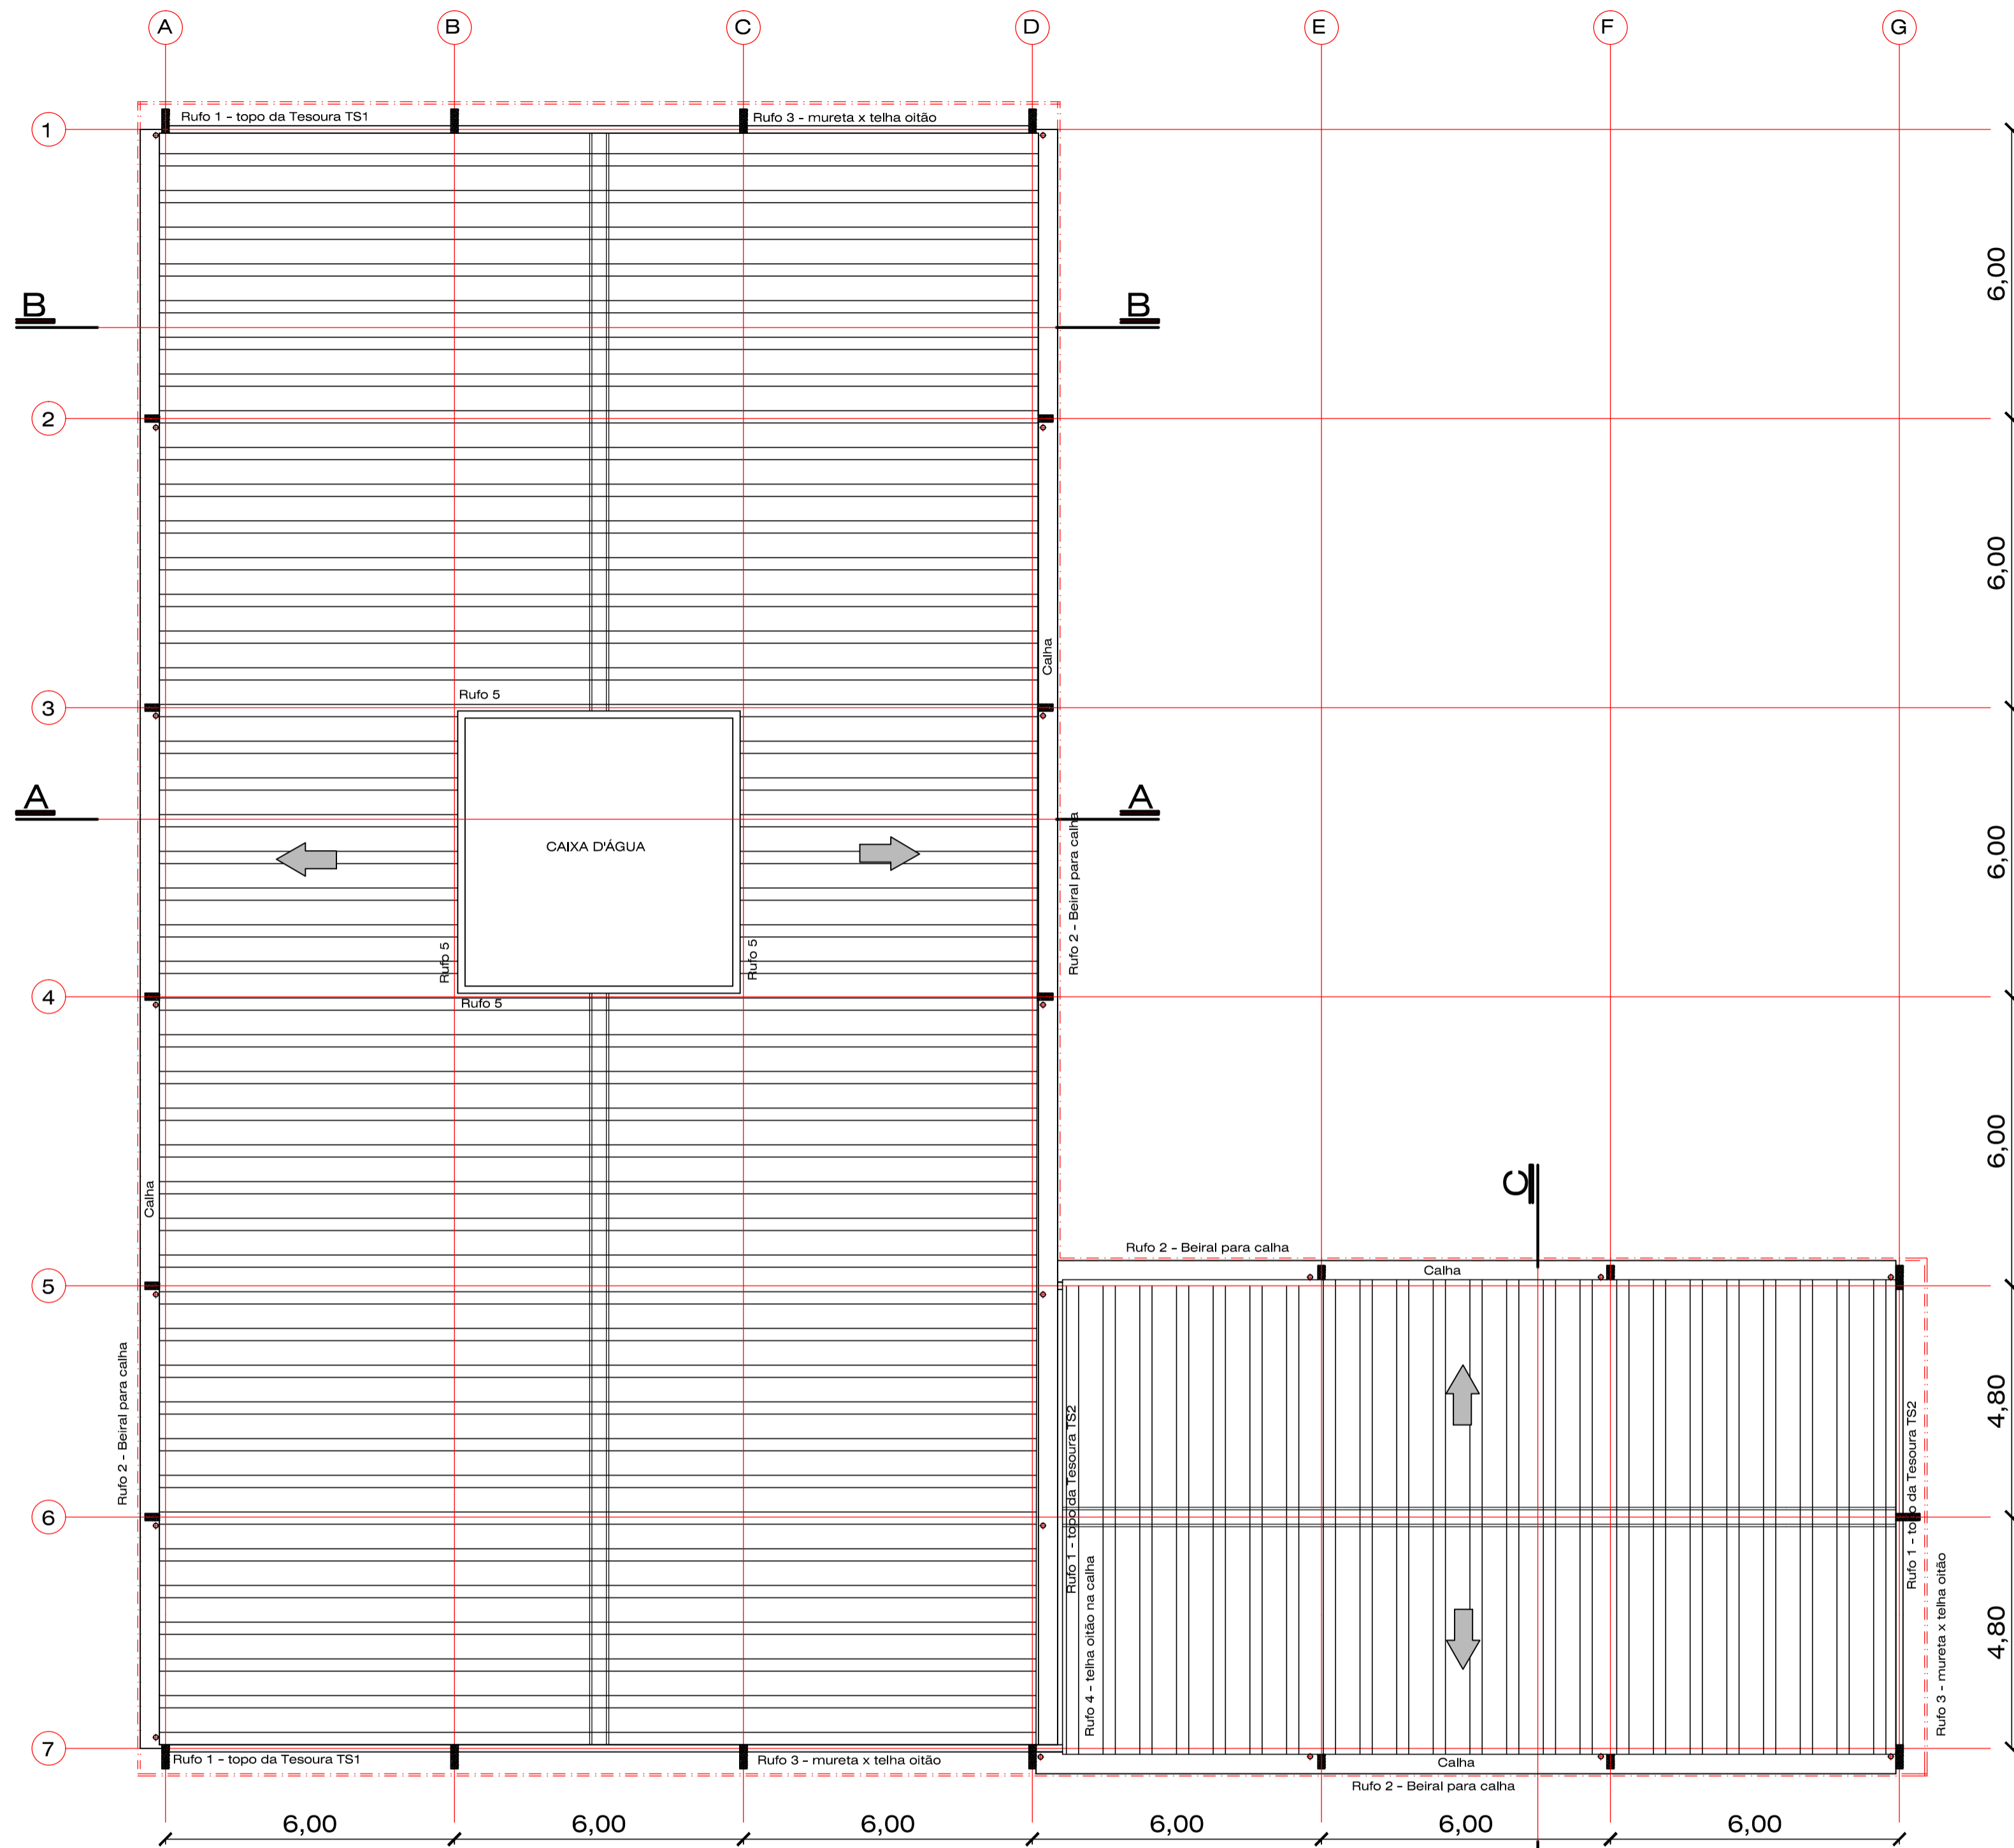 A B C D E F G
Rufo 1 - topo da Tesoura TS1
Rufo 3 - mureta x telha oitão
1
6,00
B B
2
6,00
Calha
Rufo 5
3
A A
6,00
CAIXA D'ÁGUA
Rufo 2 - Beiral para calha
Rufo 5
Rufo 5
4
Rufo 5
6,00
C
Calha
Rufo 2 - Beiral para calha
Calha
5
Rufo 2 - Beiral para calha
4,80
Rufo 1 - topo da Tesoura TS2
Rufo 1 - topo da Tesoura TS2
6
Rufo 4 - telha oitão na calha
Rufo 3 - mureta x telha oitão
4,80
7
Rufo 1 - topo da Tesoura TS1
Rufo 3 - mureta x telha oitão
Calha
Rufo 2 - Beiral para calha
6,00 6,00 6,00 6,00 6,00 6,00